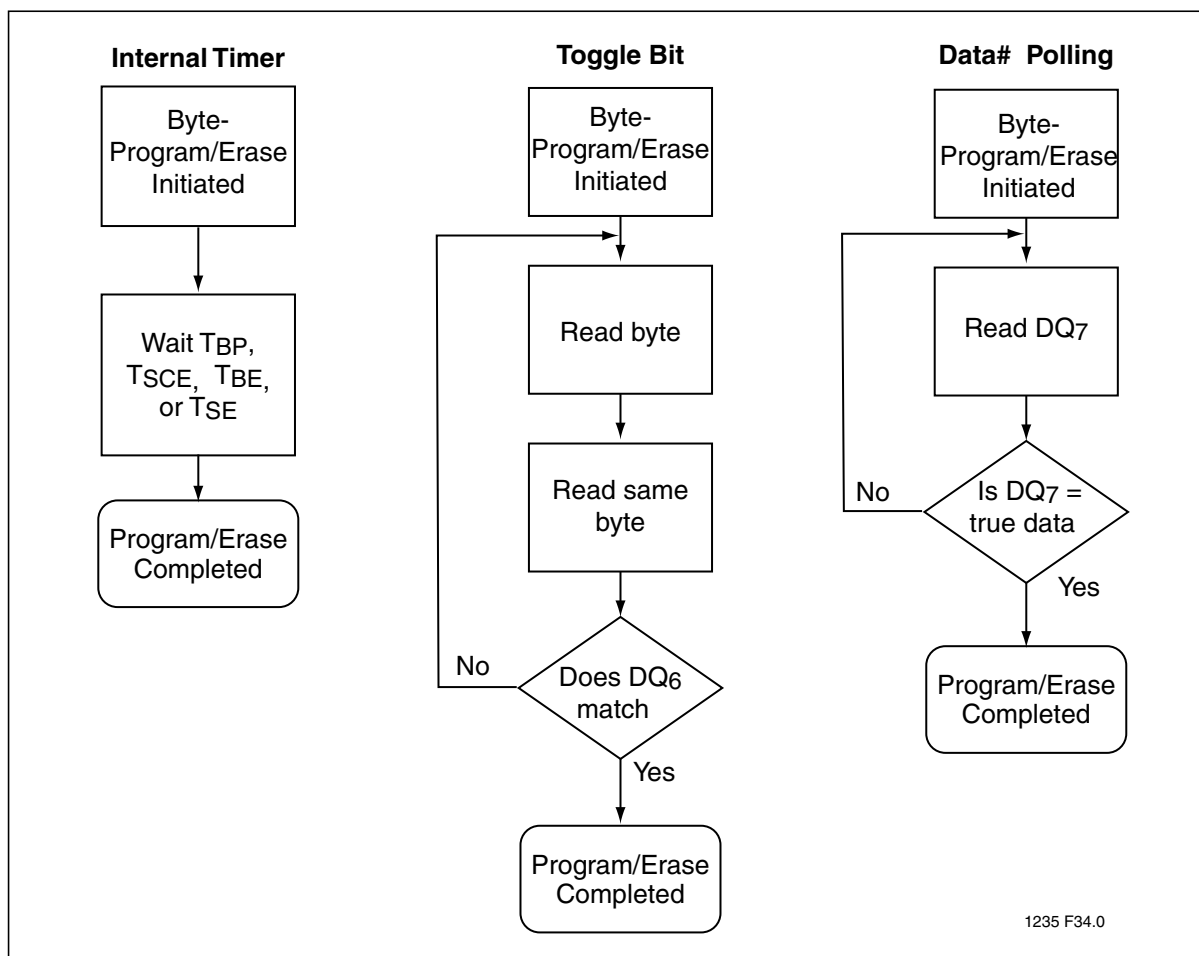 Internal Timer
Byte-
Program/Erase
Initiated
Wait TBP,
TSCE, TBE,
or TSE
Program/Erase
Completed
Toggle Bit
Byte-
Program/Erase
Initiated
Read byte
Read same
byte
No
Does DQ6
match
Yes
Program/Erase
Completed
Data# Polling
Byte-
Program/Erase
Initiated
Read DQ7
No
Is DQ7 =
true data
Yes
Program/Erase
Completed
1235 F34.0